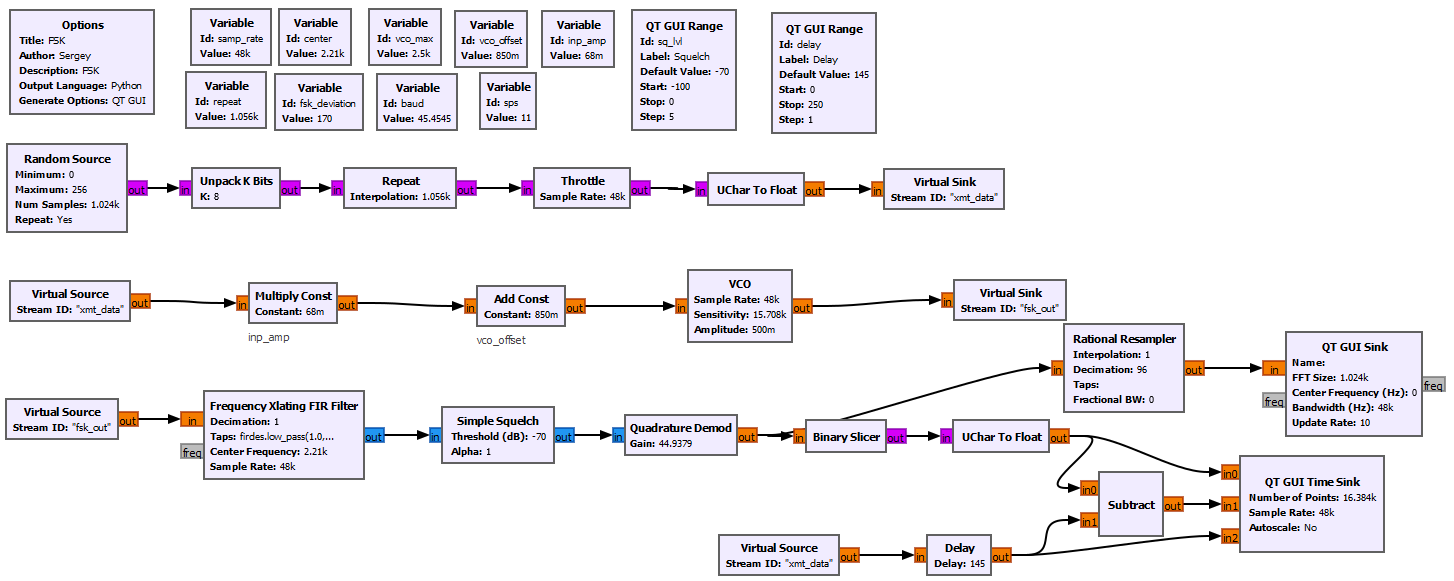 Options
Title: FSK
Author: Sergey
Description: FSK
Output Language: Python
Generate Options: QT GUI
Variable
Id: samp_rate
Value: 48k
Variable
Id: center
Value: 2.21k
Variable
Id: vco_max
Value: 2.5k
Variable
Id: vco_offset
Value: 850m
Variable
Id: inp_amp
Value: 68m
QT GUI Range
Id: sq_lvl
Label: Squelch
Default Value: -70
Start: -100
Stop: 0
Step: 5
QT GUI Range
Id: delay
Label: Delay
Default Value: 145
Start: 0
Stop: 250
Step: 1
Variable
Id: repeat
Value: 1.056k
Variable
Id: fsk_deviation
Value: 170
Variable
Id: baud
Value: 45.4545
Variable
Id: sps
Value: 11
Random Source
Minimum: 0
Maximum: 256
Num Samples: 1.024k
Repeat: Yes
out
in
Unpack K Bits
K: 8
out
in
Repeat
Interpolation: 1.056k
out
in
Throttle
Sample Rate: 48k
out
in
UChar To Float
out
in
Virtual Sink
Stream ID: "xmt_data"
Virtual Source
Stream ID: "xmt_data"
out
in
Multiply Const
Constant: 68m
out
inp_amp
in
Add Const
Constant: 850m
out
vco_offset
in
VCO
Sample Rate: 48k
Sensitivity: 15.708k
Amplitude: 500m
out
in
Virtual Sink
Stream ID: "fsk_out"
Virtual Source
Stream ID: "fsk_out"
out
in
freq
Frequency Xlating FIR Filter
Decimation: 1
Taps: firdes.low_pass(1.0,...
Center Frequency: 2.21k
Sample Rate: 48k
out
in
Simple Squelch
Threshold (dB): -70
Alpha: 1
out
in
Quadrature Demod
Gain: 44.9379
out
in
Binary Slicer
out
in
UChar To Float
out
in
Rational Resampler
Interpolation: 1
Decimation: 96
Taps:
Fractional BW: 0
out
in
freq
QT GUI Sink
Name:
FFT Size: 1.024k
Center Frequency (Hz): 0
Bandwidth (Hz): 48k
Update Rate: 10
freq
in0
in1
Subtract
out
in0
in1
in2
QT GUI Time Sink
Number of Points: 16.384k
Sample Rate: 48k
Autoscale: No
Virtual Source
Stream ID: "xmt_data"
out
in
Delay
Delay: 145
out